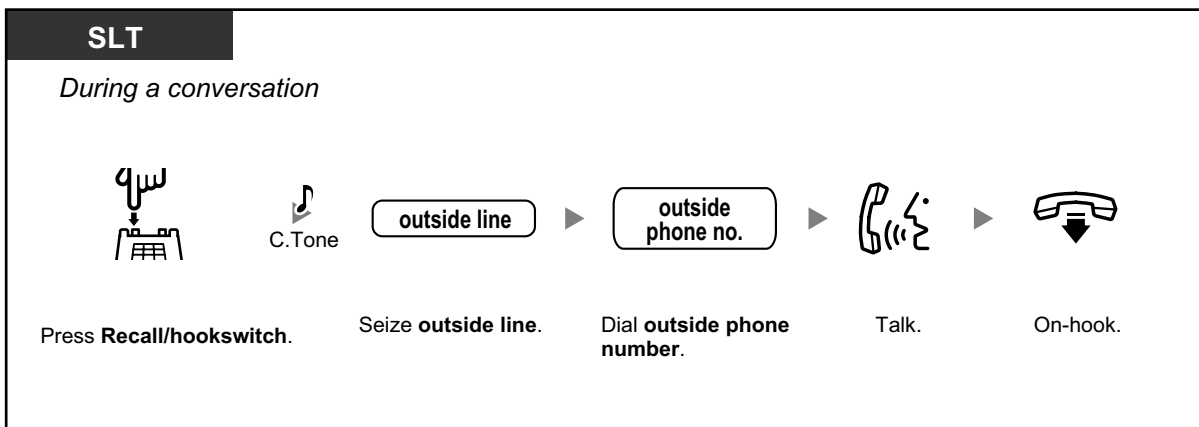 SLT
During a conversation
C.Tone
outside line
outside
phone no.
Press Recall/hookswitch.
Seize outside line.
Dial outside phone
number.
Talk.
On-hook.